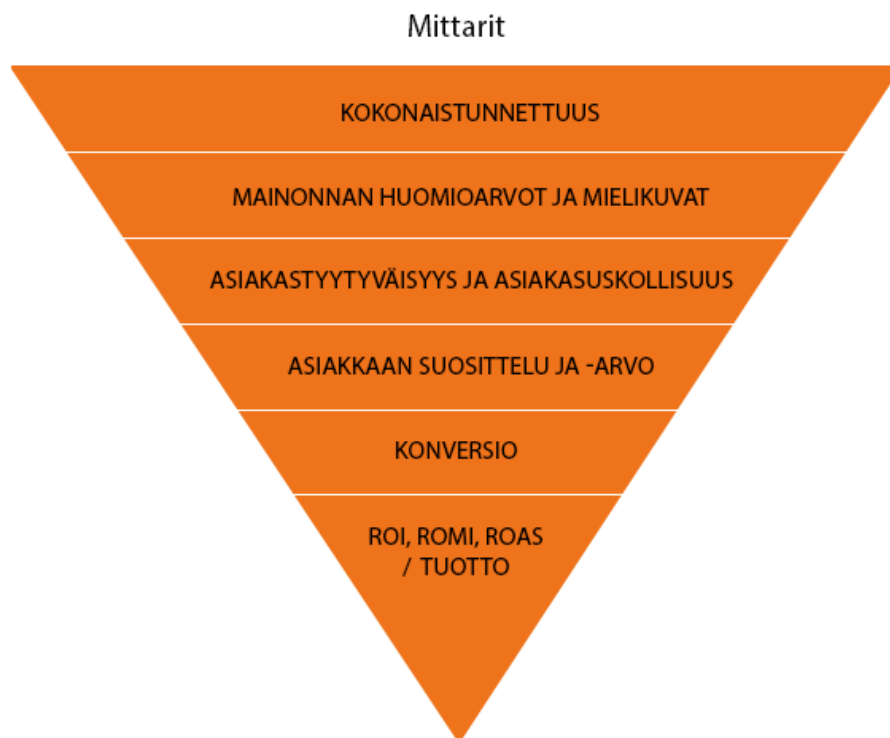 Mittarit
KOKONAISTUNNETTUUS
MAINONNAN HUOMIOARVOT JA MIELIKUVAT
ASIAKASTYYTYVÄISYYS JA ASIAKASUSKOLLISUUS
ASIAKKAAN SUOSITTELU JA -ARVO
KONVERSIO
ROI, ROMI, ROAS
/ TUOTTO